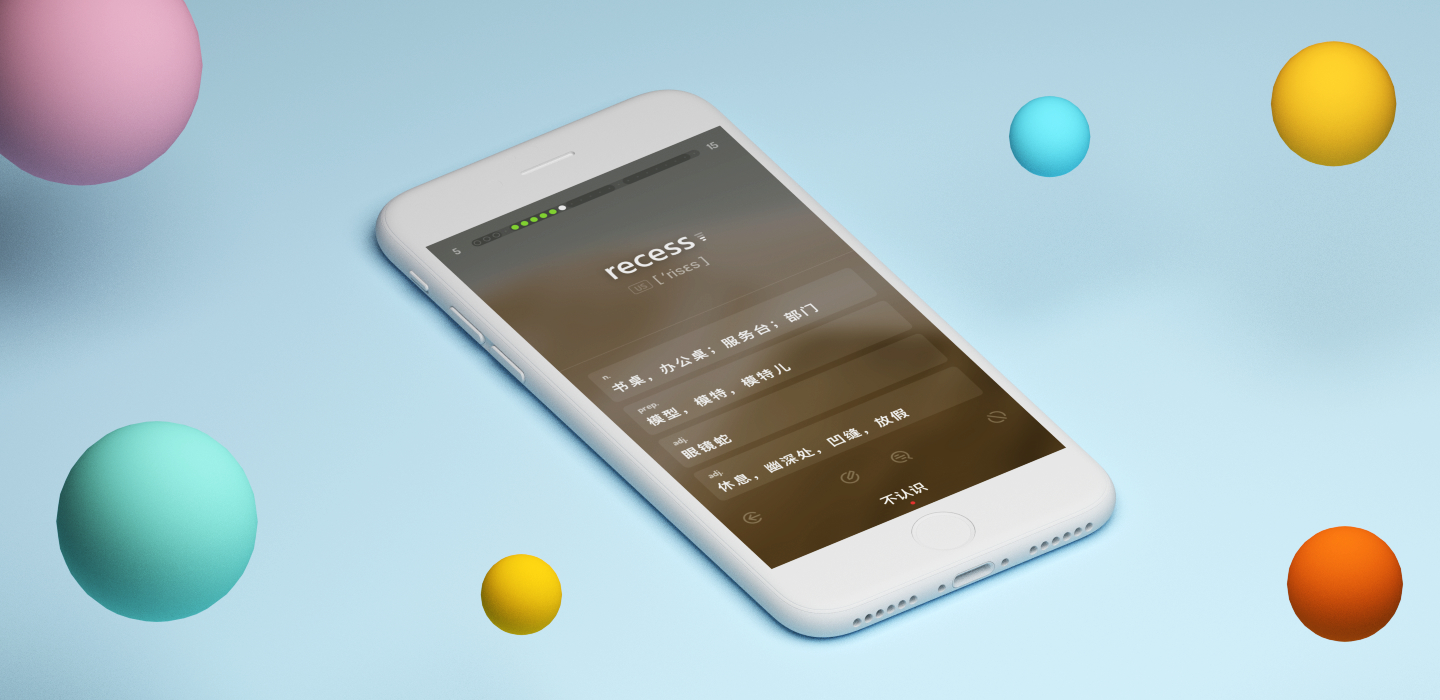 5
15
recess
US [ 'risɛs ]
n.
书桌，办公桌；服务台；部门
prep.
模型，模特，模特儿
adj.
眼镜蛇
adj.
休息，幽深处，凹缝，放假
不认识